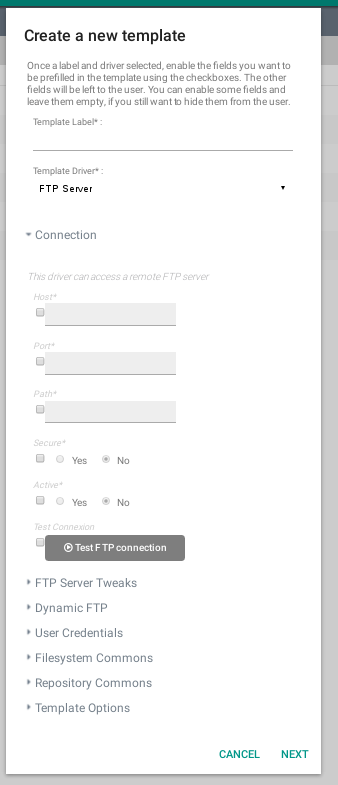 Create a new template
Once a label and driver selected, enable the fields you want to
be prefilled in the template using the checkboxes. The other
fields will be left to the user. You can enable some fields and
leave them empty, if you still want to hide them from the user.
Template Label* :
Template Driver* :
FTP Server
Connection
This driver can access a remote FTP server
Host*
Port*
Path*
Secure*
Yes No
Active*
Yes No
Test Connexion
Test FTP connection
FTP Server Tweaks
Dynamic FTP
User Credentials
Filesystem Commons
Repository Commons
Template Options
CANCEL NEXT